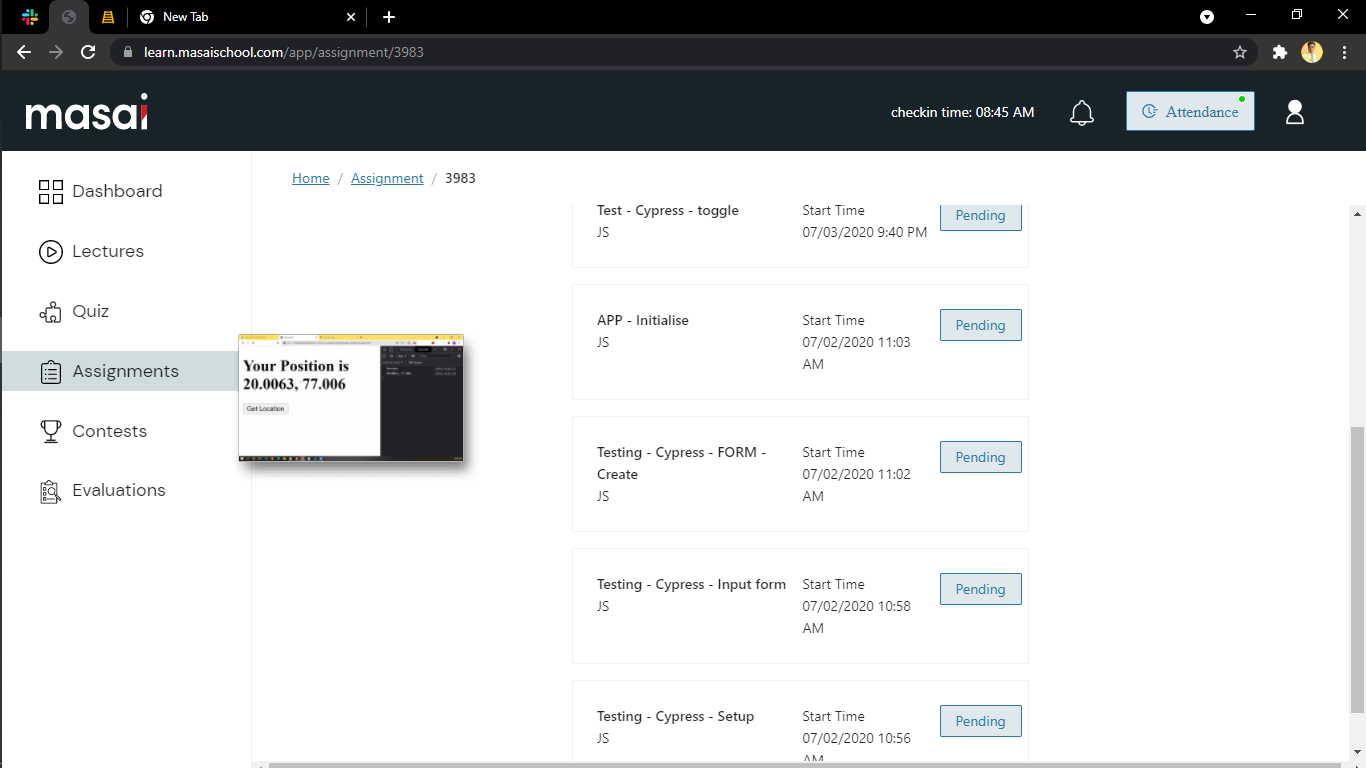 New Tab
learn.masaischool.com/app/assignment/3983
masai
checkin time: 08:45 AM
Attendance
Dashboard
Lectures
Quiz
Assignments
Contests
Evaluations
Home / Assignment / 3983
Test - Cypress - toggle
JS
Start Time
07/03/2020 9:40 PM
Pending
APP - Initialise
JS
Start Time
07/02/2020 11:03
AM
Pending
Your Position is
20.0063, 77.006
Get Location
Testing - Cypress - FORM -
Create
JS
Start Time
07/02/2020 11:02
AM
Pending
Testing - Cypress - Input form
JS
Start Time
07/02/2020 10:58
AM
Pending
Testing - Cypress - Setup
JS
Start Time
07/02/2020 10:56
AM
Pending